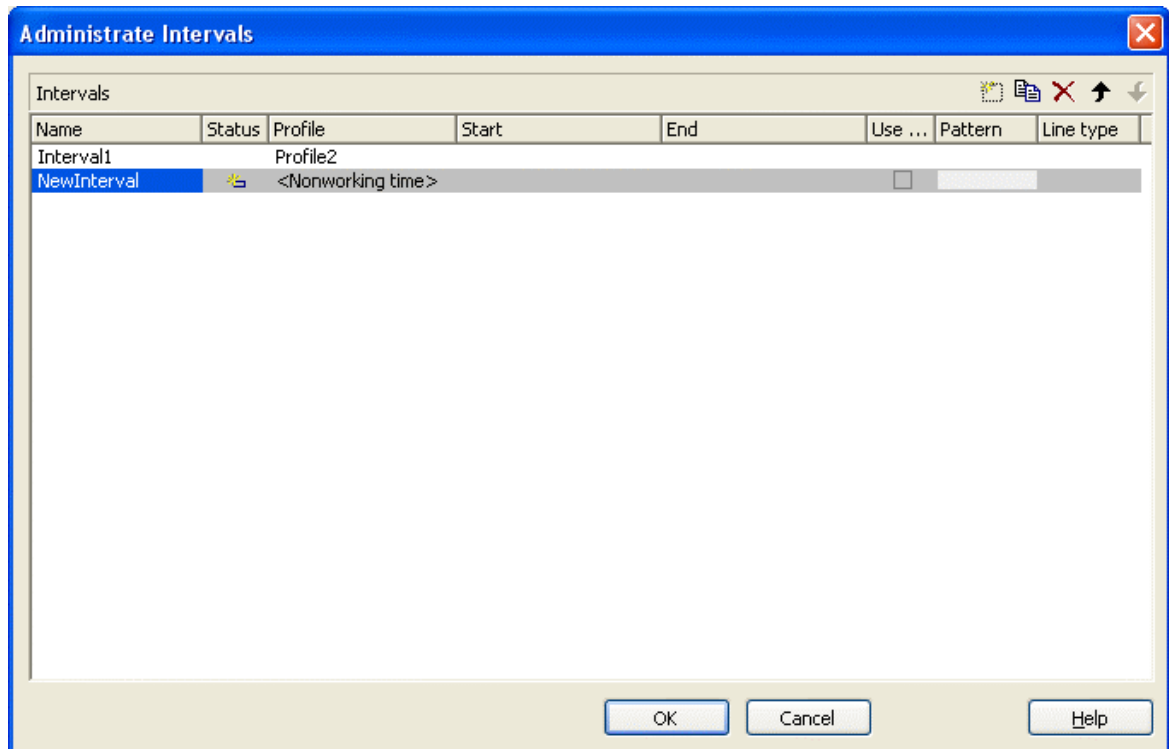 Administrate Intervals
Intervals
Name Status Profile Start End Use ... Pattern Line type
Interval1 Profile2
NewInterval <Nonworking time>
OK Cancel Help